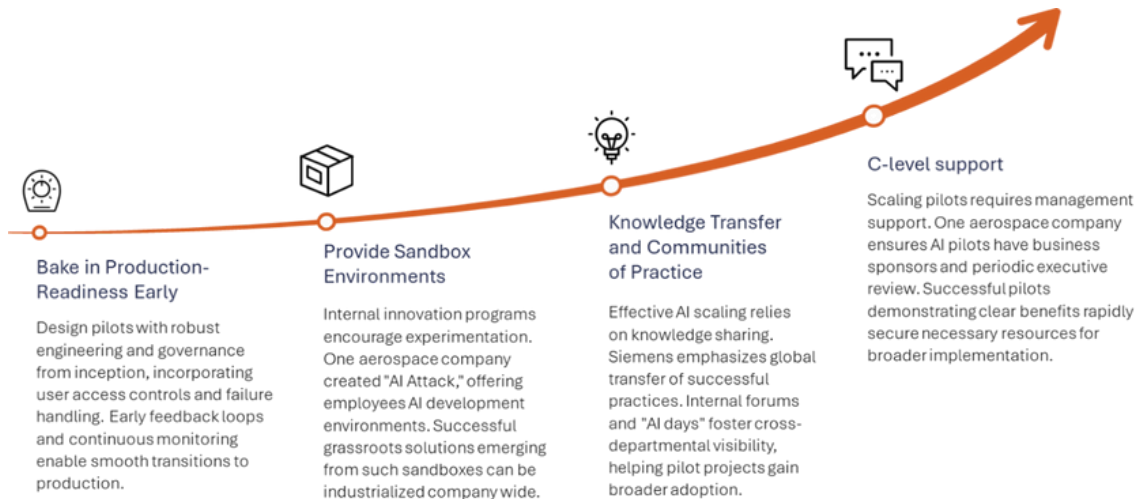 Bake in Production-
Readiness Early
Design pilots with robust
engineering and governance
from inception, incorporating
user access controls and failure
handling. Early feedback loops
and continuous monitoring
enable smooth transitions to
production.
Provide Sandbox
Environments
Internal innovation programs
encourage experimentation.
One aerospace company
created "AI Attack," offering
employees AI development
environments. Successful
grassroots solutions emerging
from such sandboxes can be
industrialized company wide.
Knowledge Transfer
and Communities
of Practice
Effective AI scaling relies
on knowledge sharing.
Siemens emphasizes global
transfer of successful
practices. Internal forums
and "AI days" foster cross-
departmental visibility,
helping pilot projects gain
broader adoption.
C-level support
Scaling pilots requires management
support. One aerospace company
ensures AI pilots have business
sponsors and periodic executive
review. Successful pilots
demonstrating clear benefits rapidly
secure necessary resources for
broader implementation.